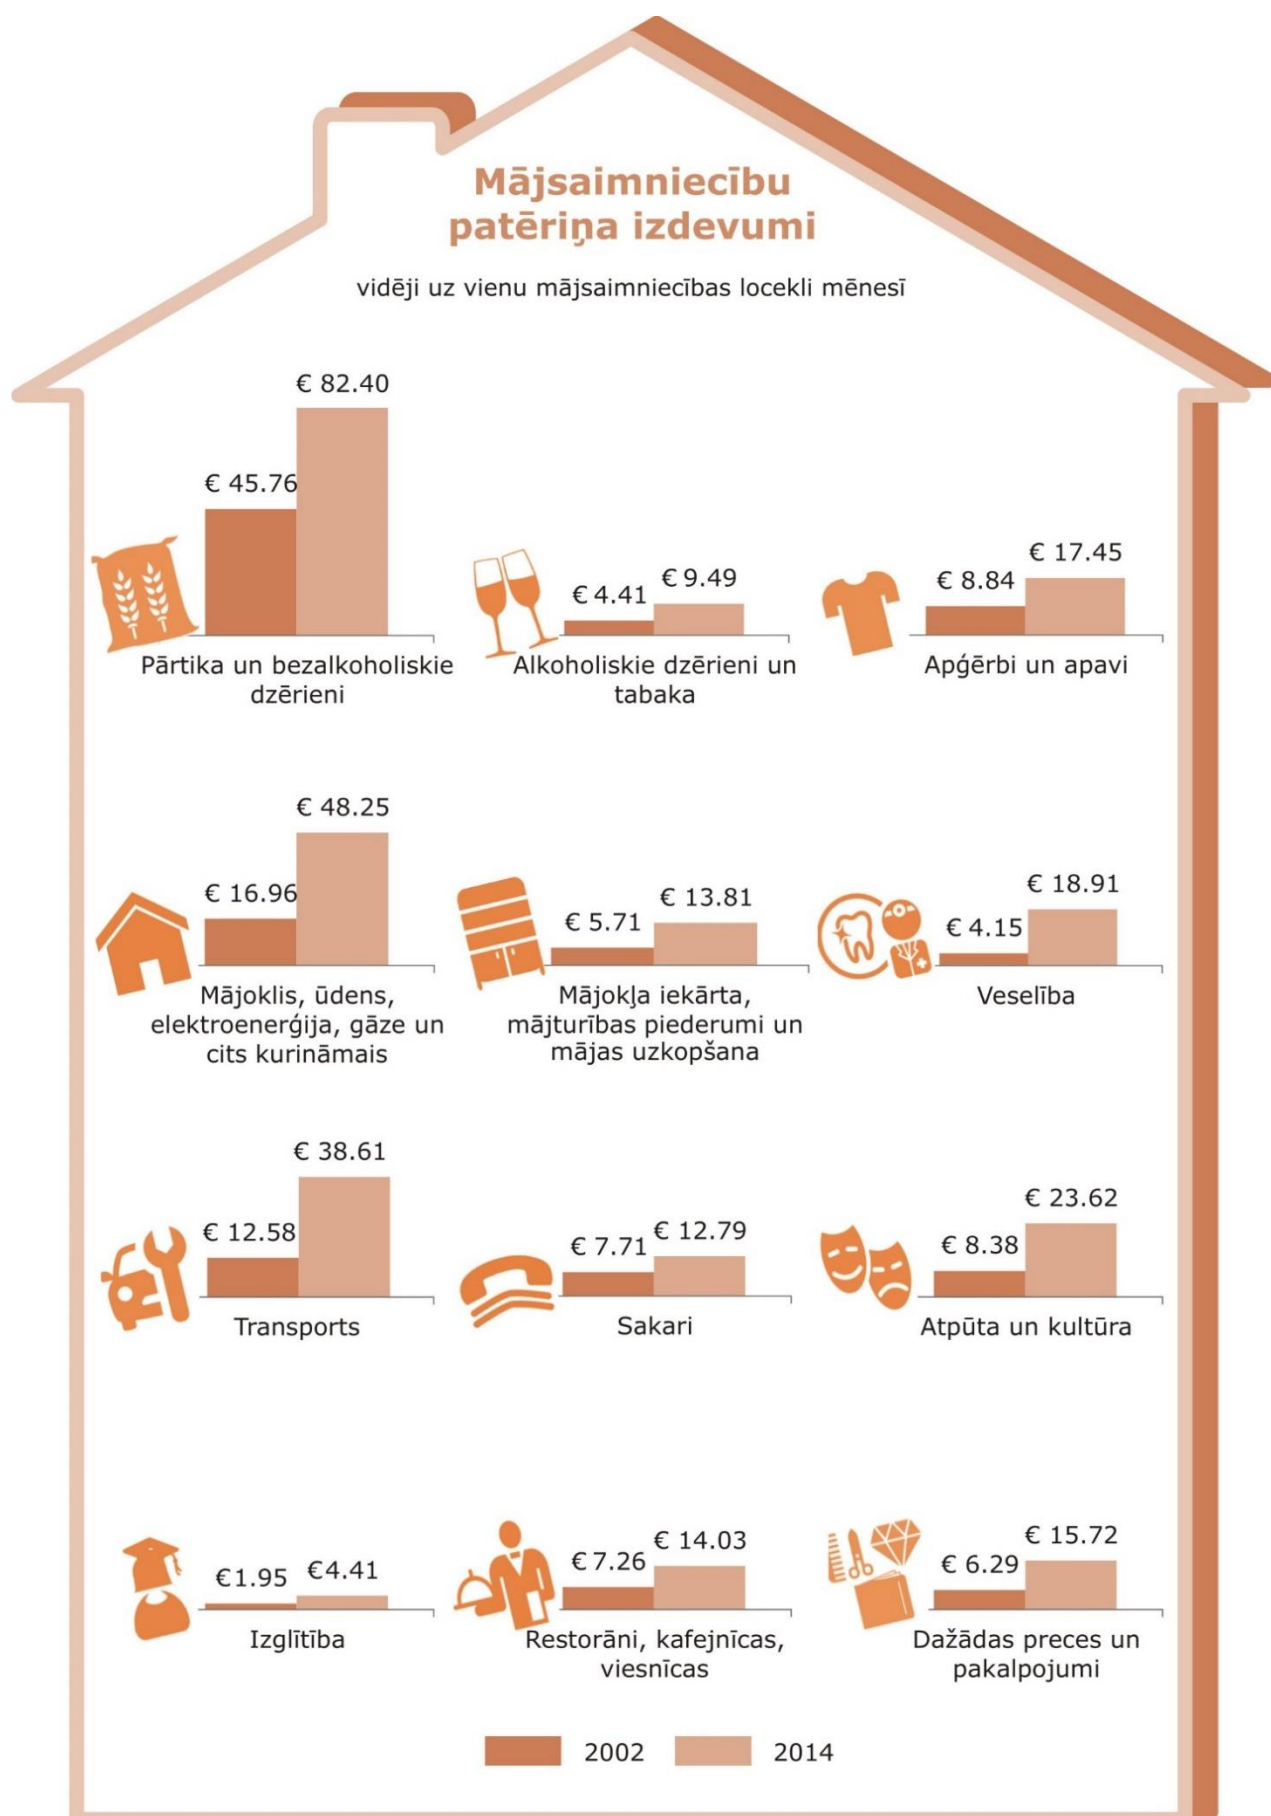 Mājsaimniecību
patēriņa izdevumi
vidēji uz vienu mājsaimniecības locekli mēnesī
€ 45.76
€ 82.40
Pārtika un bezalkoholiskie
dzērieni
€ 4.41
€ 9.49
Alkoholiskie dzērieni un
tabaka
€ 8.84
€ 17.45
Apģērbi un apavi
€ 16.96
€ 48.25
Mājoklis, ūdens,
elektroenerģija, gāze un
cits kurināmais
€ 5.71
€ 13.81
Mājokļa iekārta,
mājturības piederumi un
mājas uzkopšana
€ 4.15
€ 18.91
Veselība
€ 12.58
€ 38.61
Transports
€ 7.71
€ 12.79
Sakari
€ 8.38
€ 23.62
Atpūta un kultūra
€1.95
€4.41
Izglītība
€ 7.26
€ 14.03
Restorāni, kafejnīcas,
viesnīcas
€ 6.29
€ 15.72
Dažādas preces un
pakalpojumi
2002
2014